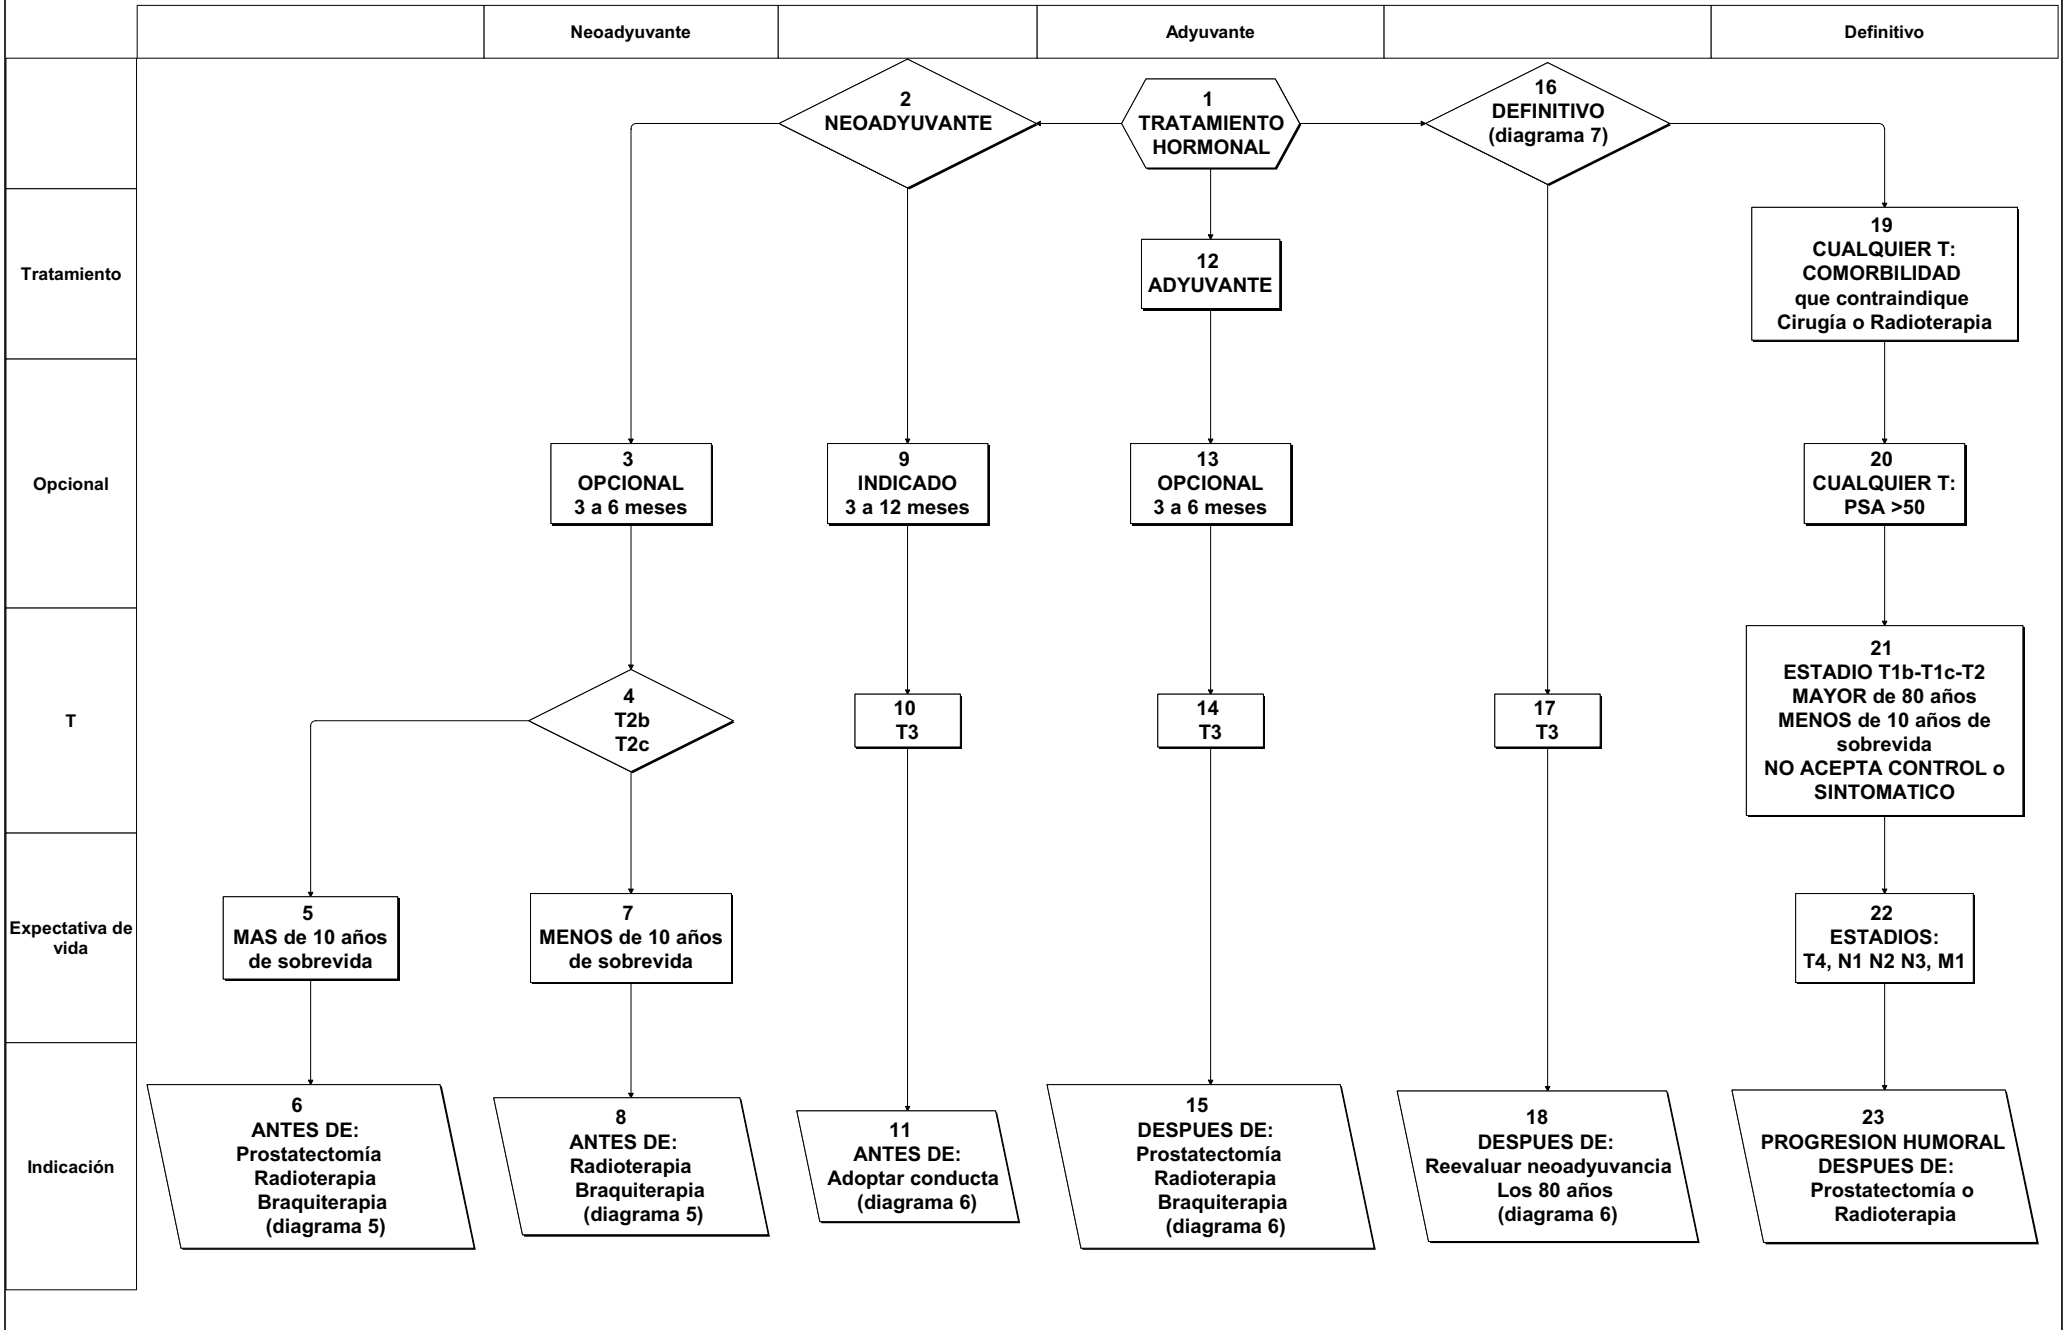 Neoadyuvante
Adyuvante
Definitivo
Tratamiento
Opcional
T
Expectativa de
vida
Indicación
1
TRATAMIENTO
HORMONAL
2
NEOADYUVANTE
3
OPCIONAL
3 a 6 meses
4
T2b
T2c
5
MAS de 10 años
de sobrevida
6
ANTES DE:
Prostatectomía
Radioterapia
Braquiterapia
(diagrama 5)
7
MENOS de 10 años
de sobrevida
8
ANTES DE:
Radioterapia
Braquiterapia
(diagrama 5)
9
INDICADO
3 a 12 meses
10
T3
11
ANTES DE:
Adoptar conducta
(diagrama 6)
12
ADYUVANTE
13
OPCIONAL
3 a 6 meses
14
T3
15
DESPUES DE:
Prostatectomía
Radioterapia
Braquiterapia
(diagrama 6)
16
DEFINITIVO
(diagrama 7)
17
T3
18
DESPUES DE:
Reevaluar neoadyuvancia
Los 80 años
(diagrama 6)
19
CUALQUIER T:
COMORBILIDAD
que contraindique
Cirugía o Radioterapia
20
CUALQUIER T:
PSA >50
21
ESTADIO T1b-T1c-T2
MAYOR de 80 años
MENOS de 10 años de
sobrevida
NO ACEPTA CONTROL o
SINTOMATICO
22
ESTADIOS:
T4, N1 N2 N3, M1
23
PROGRESION HUMORAL
DESPUES DE:
Prostatectomía o
Radioterapia